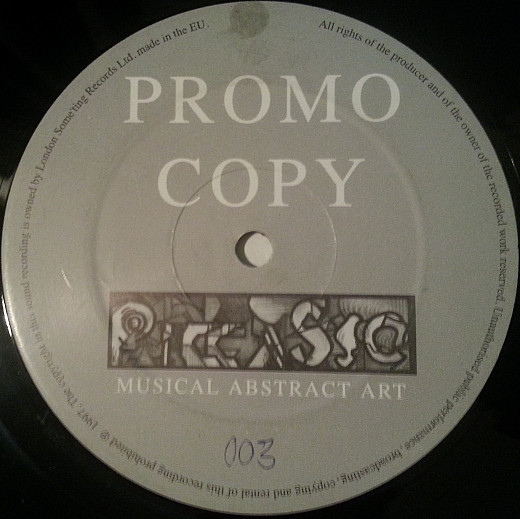 PROMO
COPY
MUSICAL ABSTRACT ART
003
℗ 1997. The copyright in this sound recording is owned by London Some'ting Records Ltd. made in the EU.
All rights of the producer and of the owner of the recorded work reserved. Unauthorised public performance, broadcasting, copying and rental of this recording prohibited